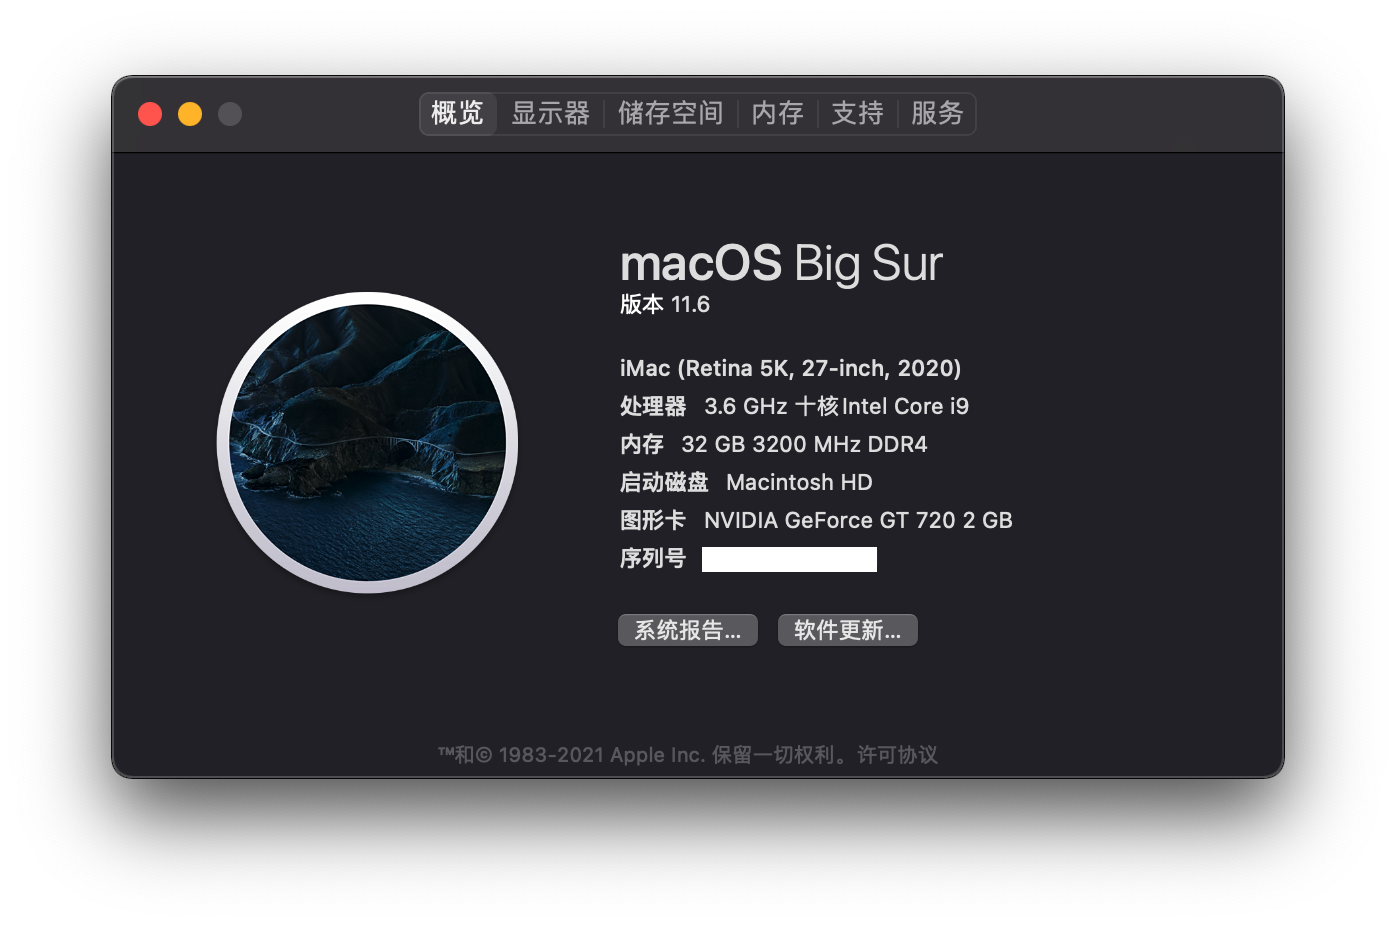 概览 显示器 储存空间 内存 支持 服务
macOS Big Sur
版本 11.6
iMac (Retina 5K, 27-inch, 2020)
处理器 3.6 GHz 十核Intel Core i9
内存 32 GB 3200 MHz DDR4
启动磁盘 Macintosh HD
图形卡 NVIDIA GeForce GT 720 2 GB
序列号
系统报告... 软件更新...
™和© 1983-2021 Apple Inc. 保留一切权利。许可协议